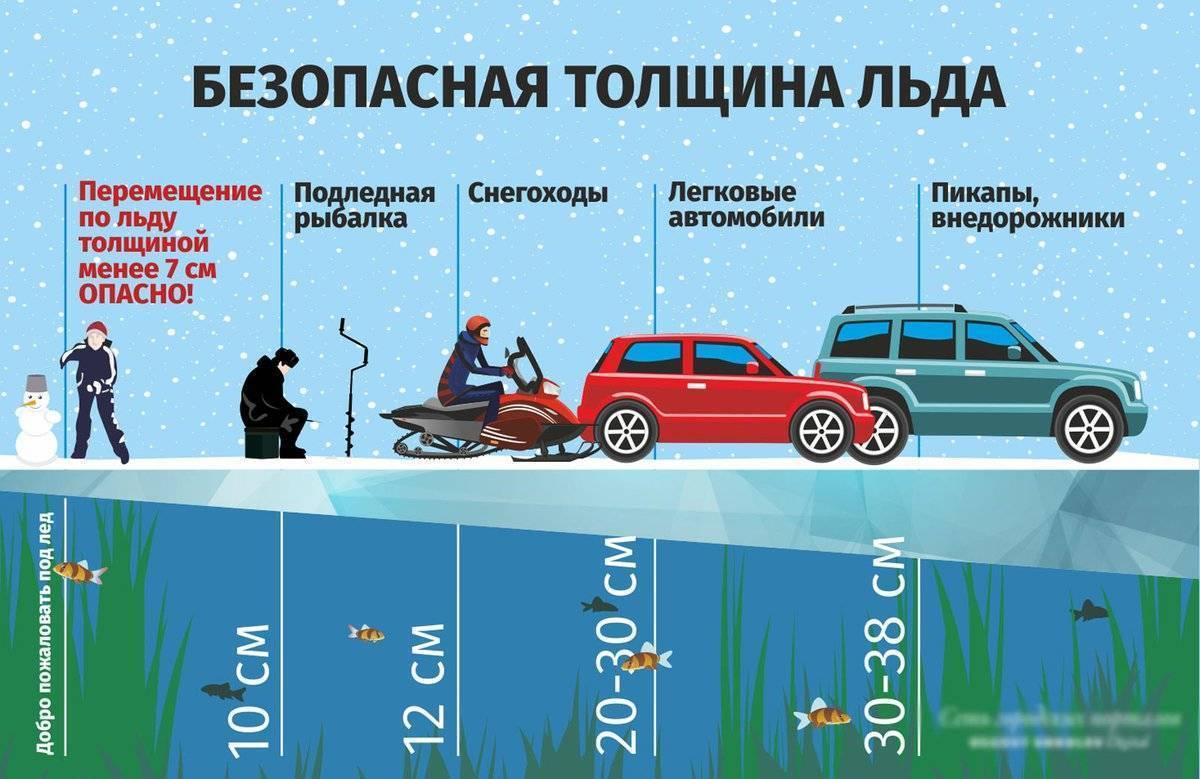 БЕЗОПАСНАЯ ТОЛЩИНА ЛЬДА
Перемещение
по льду
толщиной
менее 7 см
ОПАСНО!
Подледная
рыбалка
Снегоходы
Легковые
автомобили
Пикапы,
внедорожники
Добро пожаловать под лед
10 см
12 см
20-30 см
30-38 см